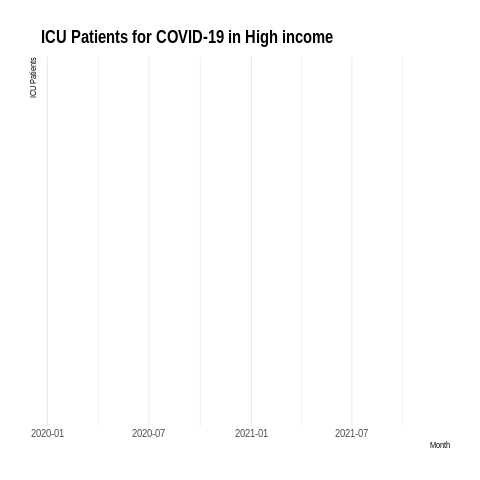 ICU Patients for COVID-19 in High income
ICU Patients
2020-01 2020-07 2021-01 2021-07
Month